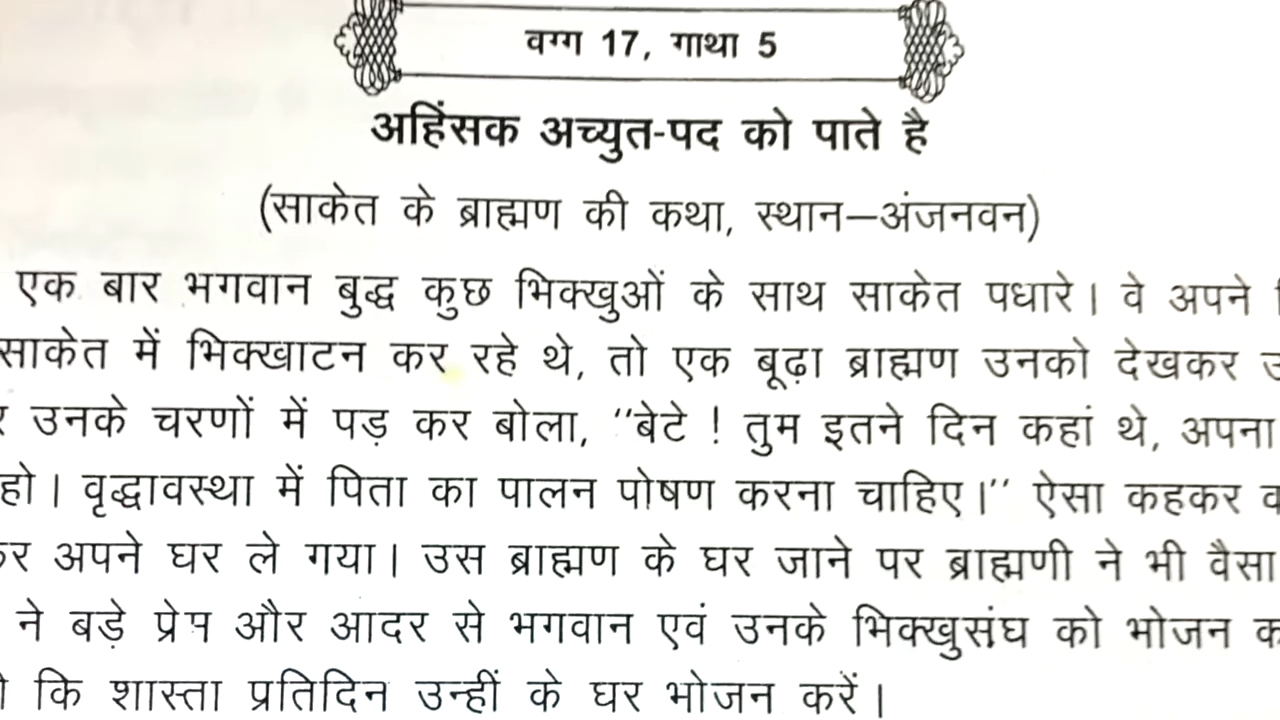 वग्ग 17, गाथा 5
अहिंसक अच्युत-पद को पाते है
(साकेत के ब्राह्मण की कथा, स्थान–अंजनवन)
एक बार भगवान बुद्ध कुछ भिक्खुओं के साथ साकेत पधारे। वे अपने
साकेत में भिक्खाटन कर रहे थे, तो एक बूढ़ा ब्राह्मण उनको देखकर
उनके चरणों में पड़ कर बोला, ''बेटे ! तुम इतने दिन कहां थे, अपना
हो। वृद्धावस्था में पिता का पालन पोषण करना चाहिए।'' ऐसा कहकर
अपने घर ले गया। उस ब्राह्मण के घर जाने पर ब्राह्मणी ने भी वैसा
ने बड़े प्रेम और आदर से भगवान एवं उनके भिक्खुसंघ को भोजन
कि शास्ता प्रतिदिन उन्हीं के घर भोजन करें।